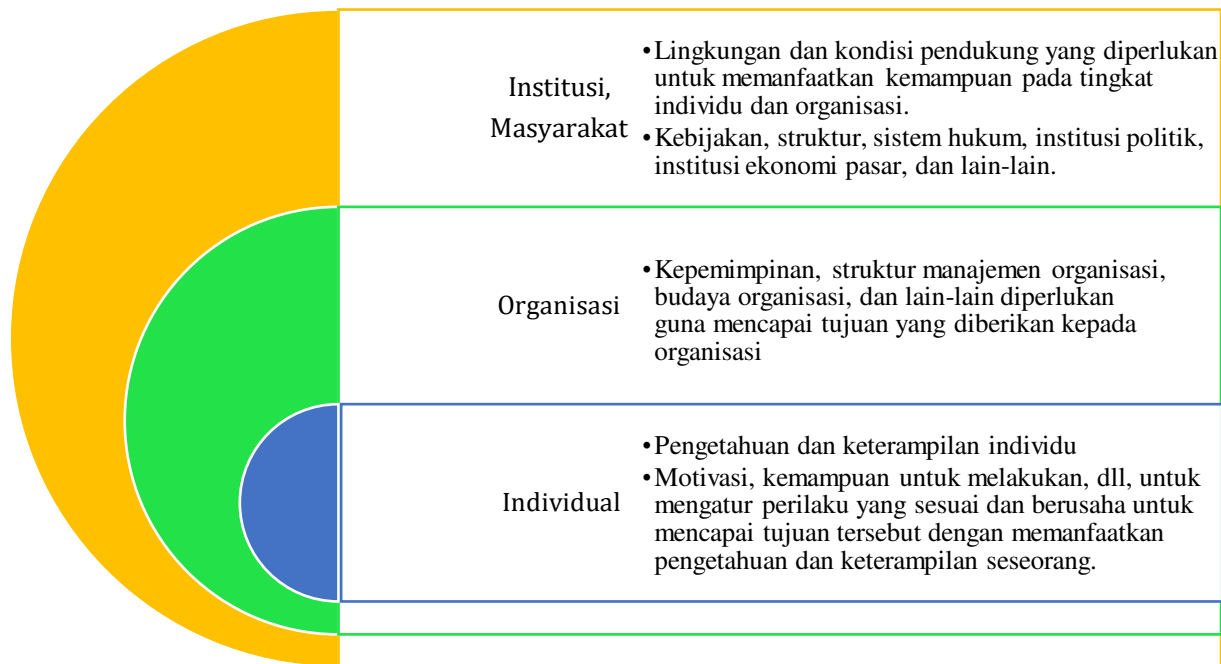 Institusi,
Masyarakat
•Lingkungan dan kondisi pendukung yang diperlukan
untuk memanfaatkan kemampuan pada tingkat
individu dan organisasi.
•Kebijakan, struktur, sistem hukum, institusi politik,
institusi ekonomi pasar, dan lain-lain.
Organisasi
•Kepemimpinan, struktur manajemen organisasi,
budaya organisasi, dan lain-lain diperlukan
guna mencapai tujuan yang diberikan kepada
organisasi
Individual
•Pengetahuan dan keterampilan individu
•Motivasi, kemampuan untuk melakukan, dll, untuk
mengatur perilaku yang sesuai dan berusaha untuk
mencapai tujuan tersebut dengan memanfaatkan
pengetahuan dan keterampilan seseorang.